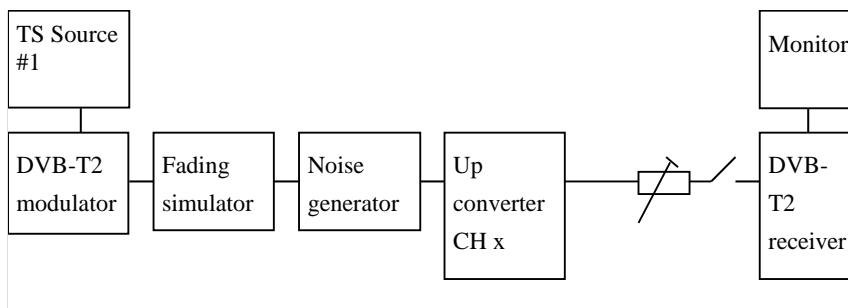 TS Source
#1
Monitor
DVB-T2
modulator
Fading
simulator
Noise
generator
Up
converter
CH x
DVB-
T2
receiver